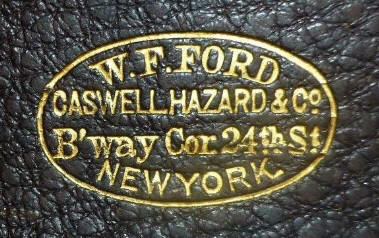 W.F.FORD
CASWELL HAZARD & Co
B'way Cor. 24th St
NEW YORK.